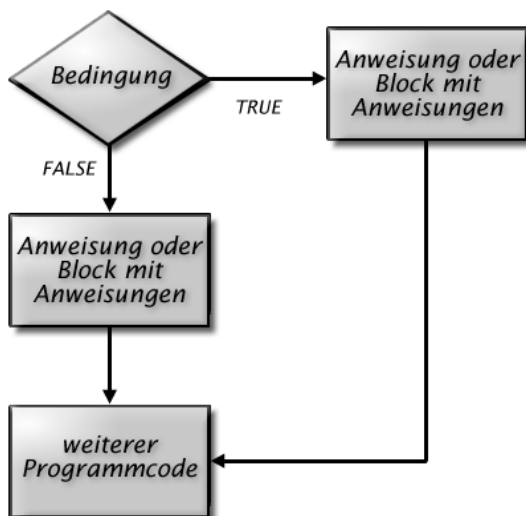 Bedingung
TRUE
Anweisung oder
Block mit
Anweisungen
FALSE
Anweisung oder
Block mit
Anweisungen
weiterer
Programmcode